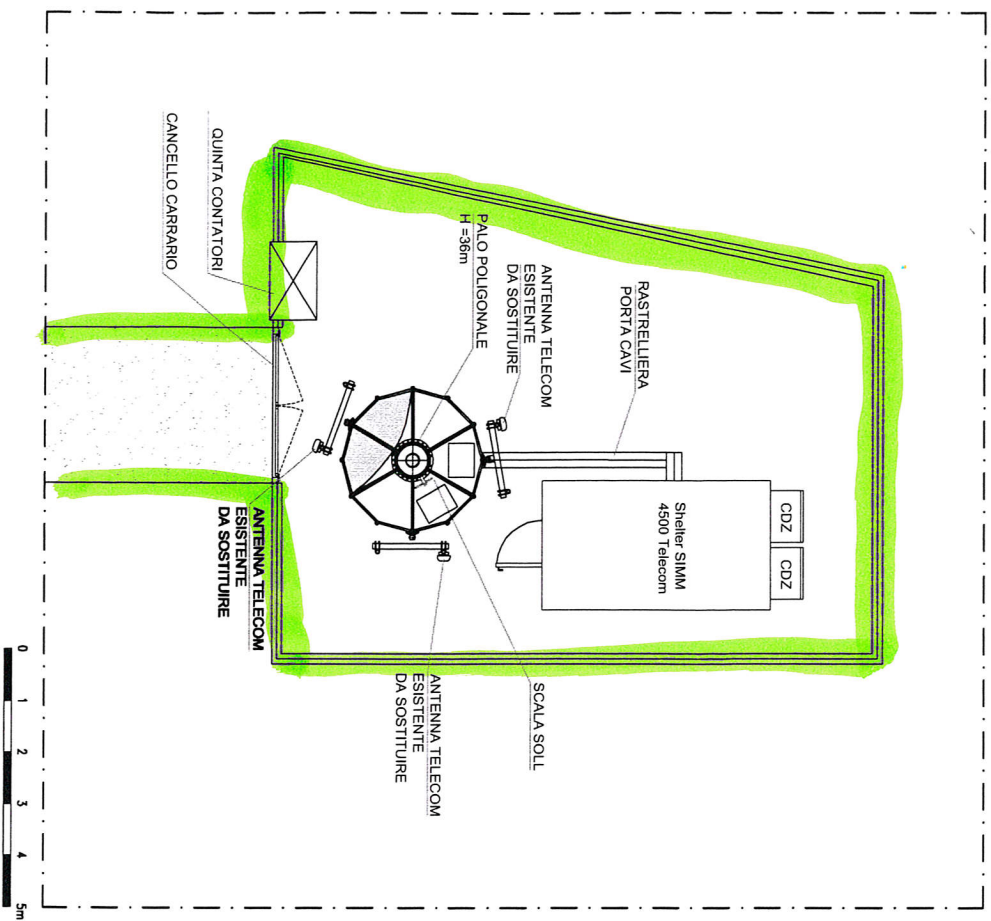 RASTRELLIERA
PORTA CAVI
ANTENNA TELECOM
ESISTENTE
DA SOSTITUIRE
PALO POLIGONALE
H =36m
QUINTA CONTATORI
CANCELLO CARRARIO
CDZ
CDZ
Shelter SIMM
4500 Telecom
SCALA SOLL
ANTENNA TELECOM
ESISTENTE
DA SOSTITUIRE
ANTENNA TELECOM
ESISTENTE
DA SOSTITUIRE
0 1 2 3 4 5m